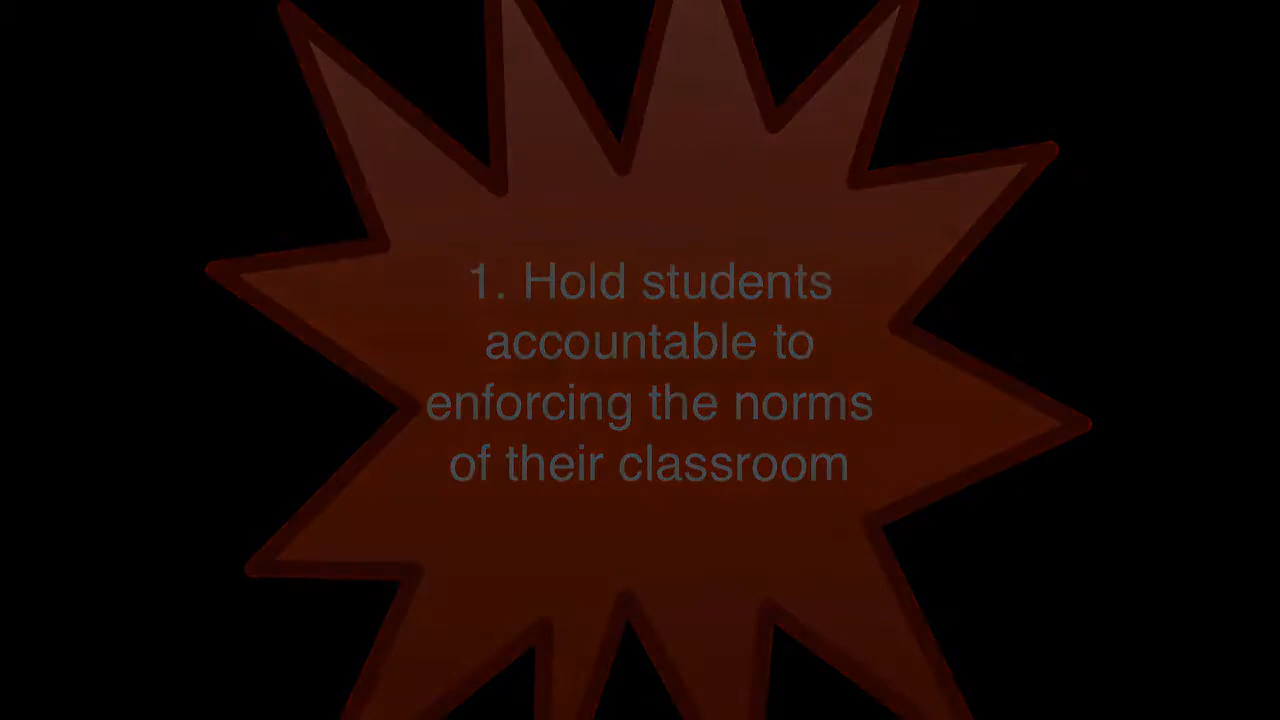 1. Hold students
accountable to
enforcing the norms
of their classroom